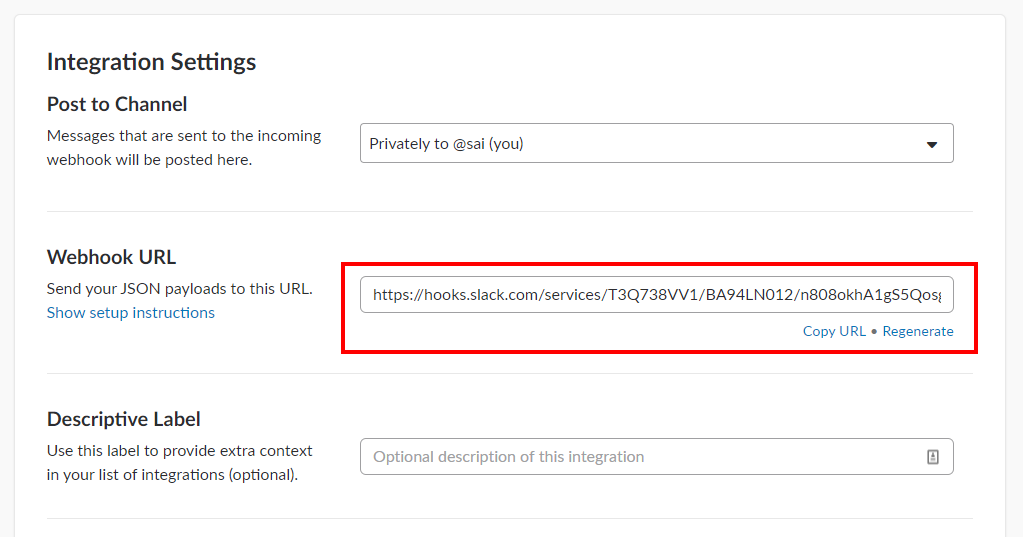 Integration Settings
Post to Channel
Messages that are sent to the incoming
webhook will be posted here.
Privately to @sai (you)
Webhook URL
Send your JSON payloads to this URL.
Show setup instructions
https://hooks.slack.com/services/T3Q738VV1/BA94LN012/n808okhA1gS5Qosg
Copy URL • Regenerate
Descriptive Label
Use this label to provide extra context
in your list of integrations (optional).
Optional description of this integration